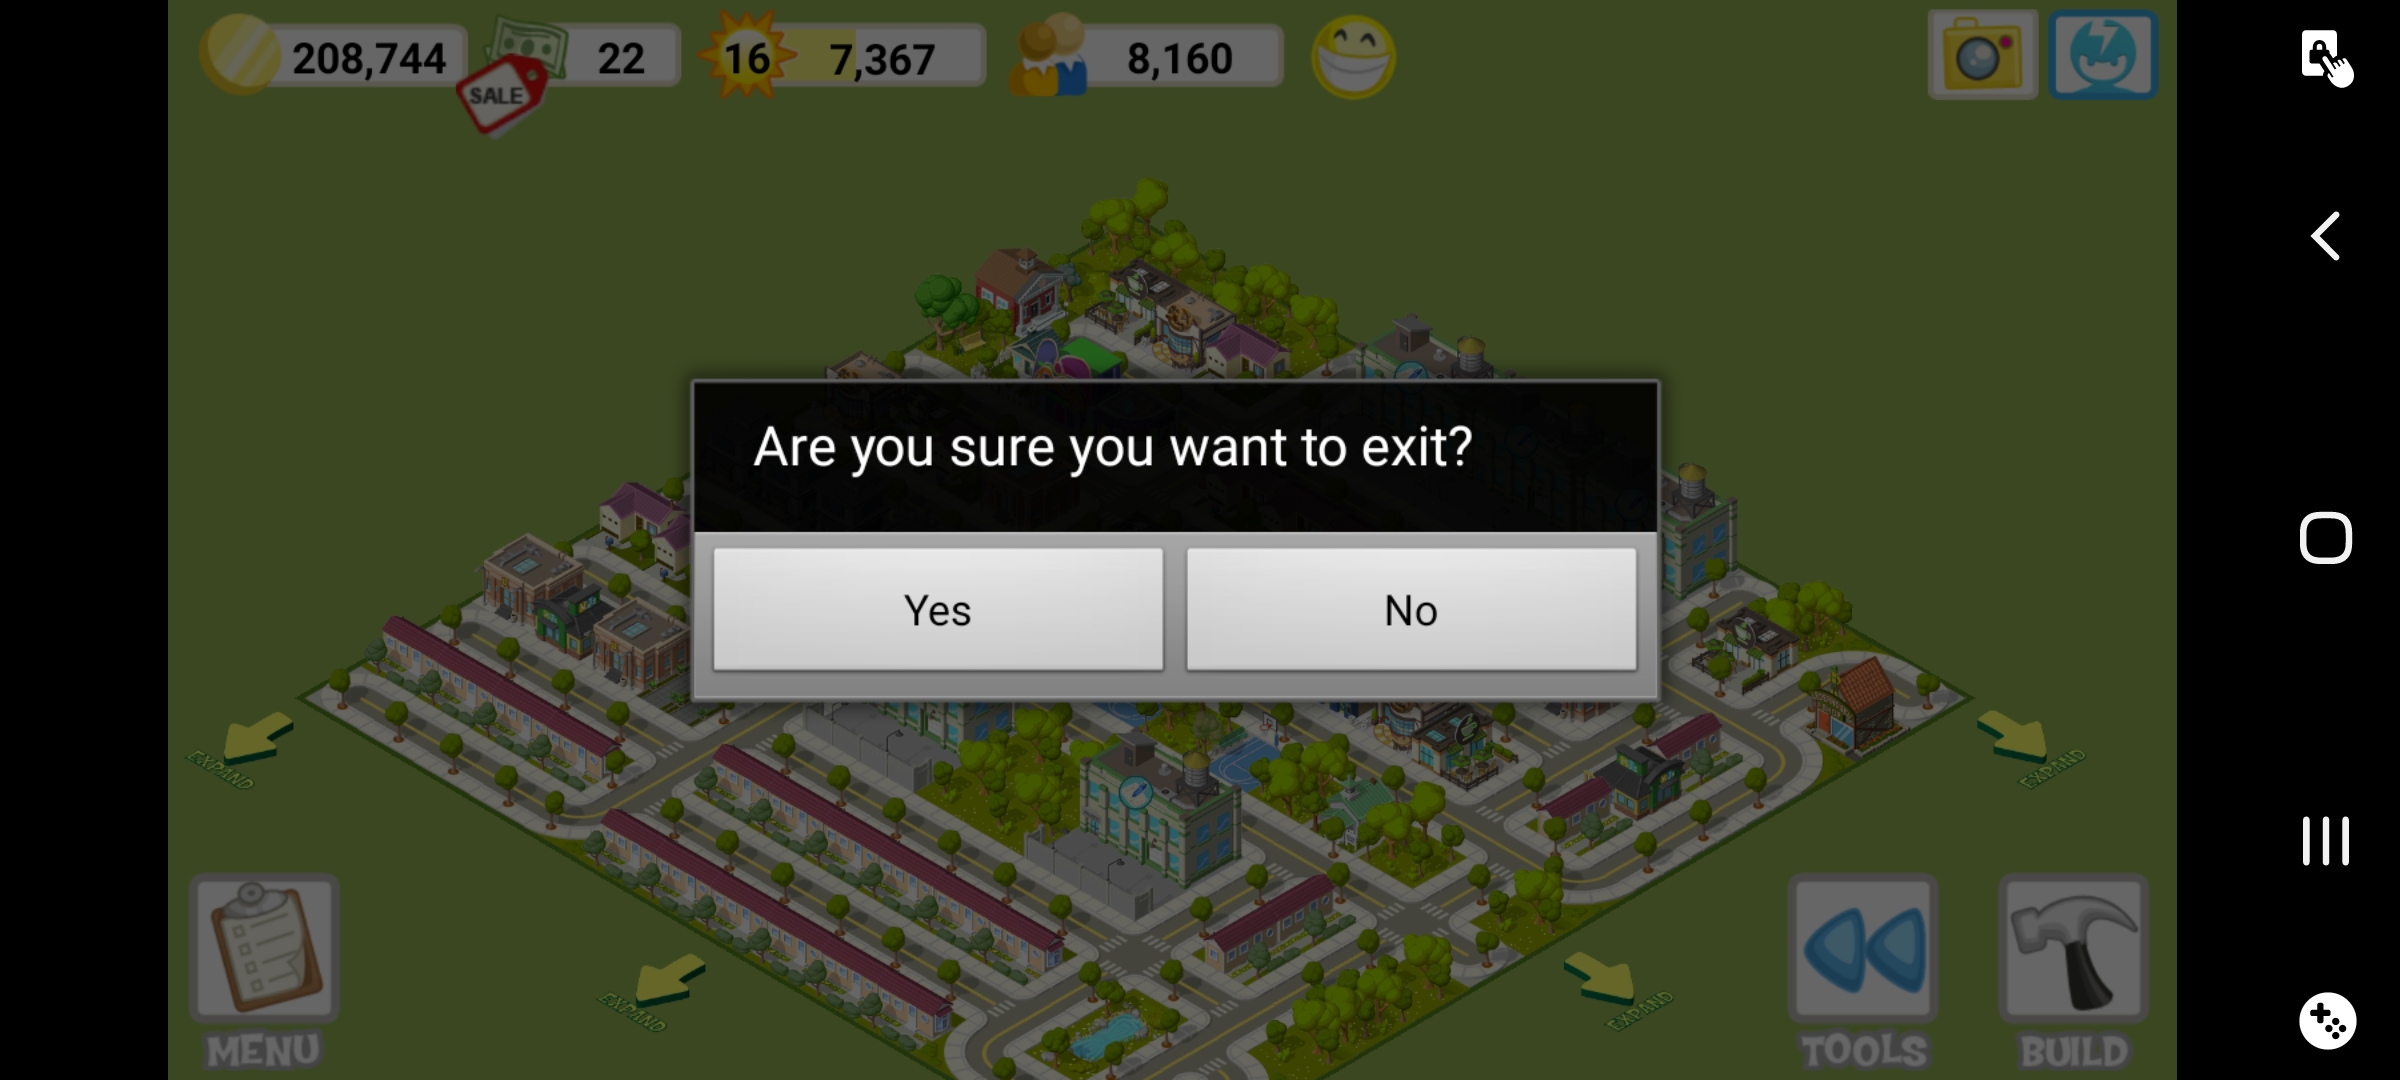 208,744
22
16
7,367
8,160
SALE
Are you sure you want to exit?
Yes
No
EXPAND
EXPAND
EXPAND
EXPAND
MENU
TOOLS
BUILD